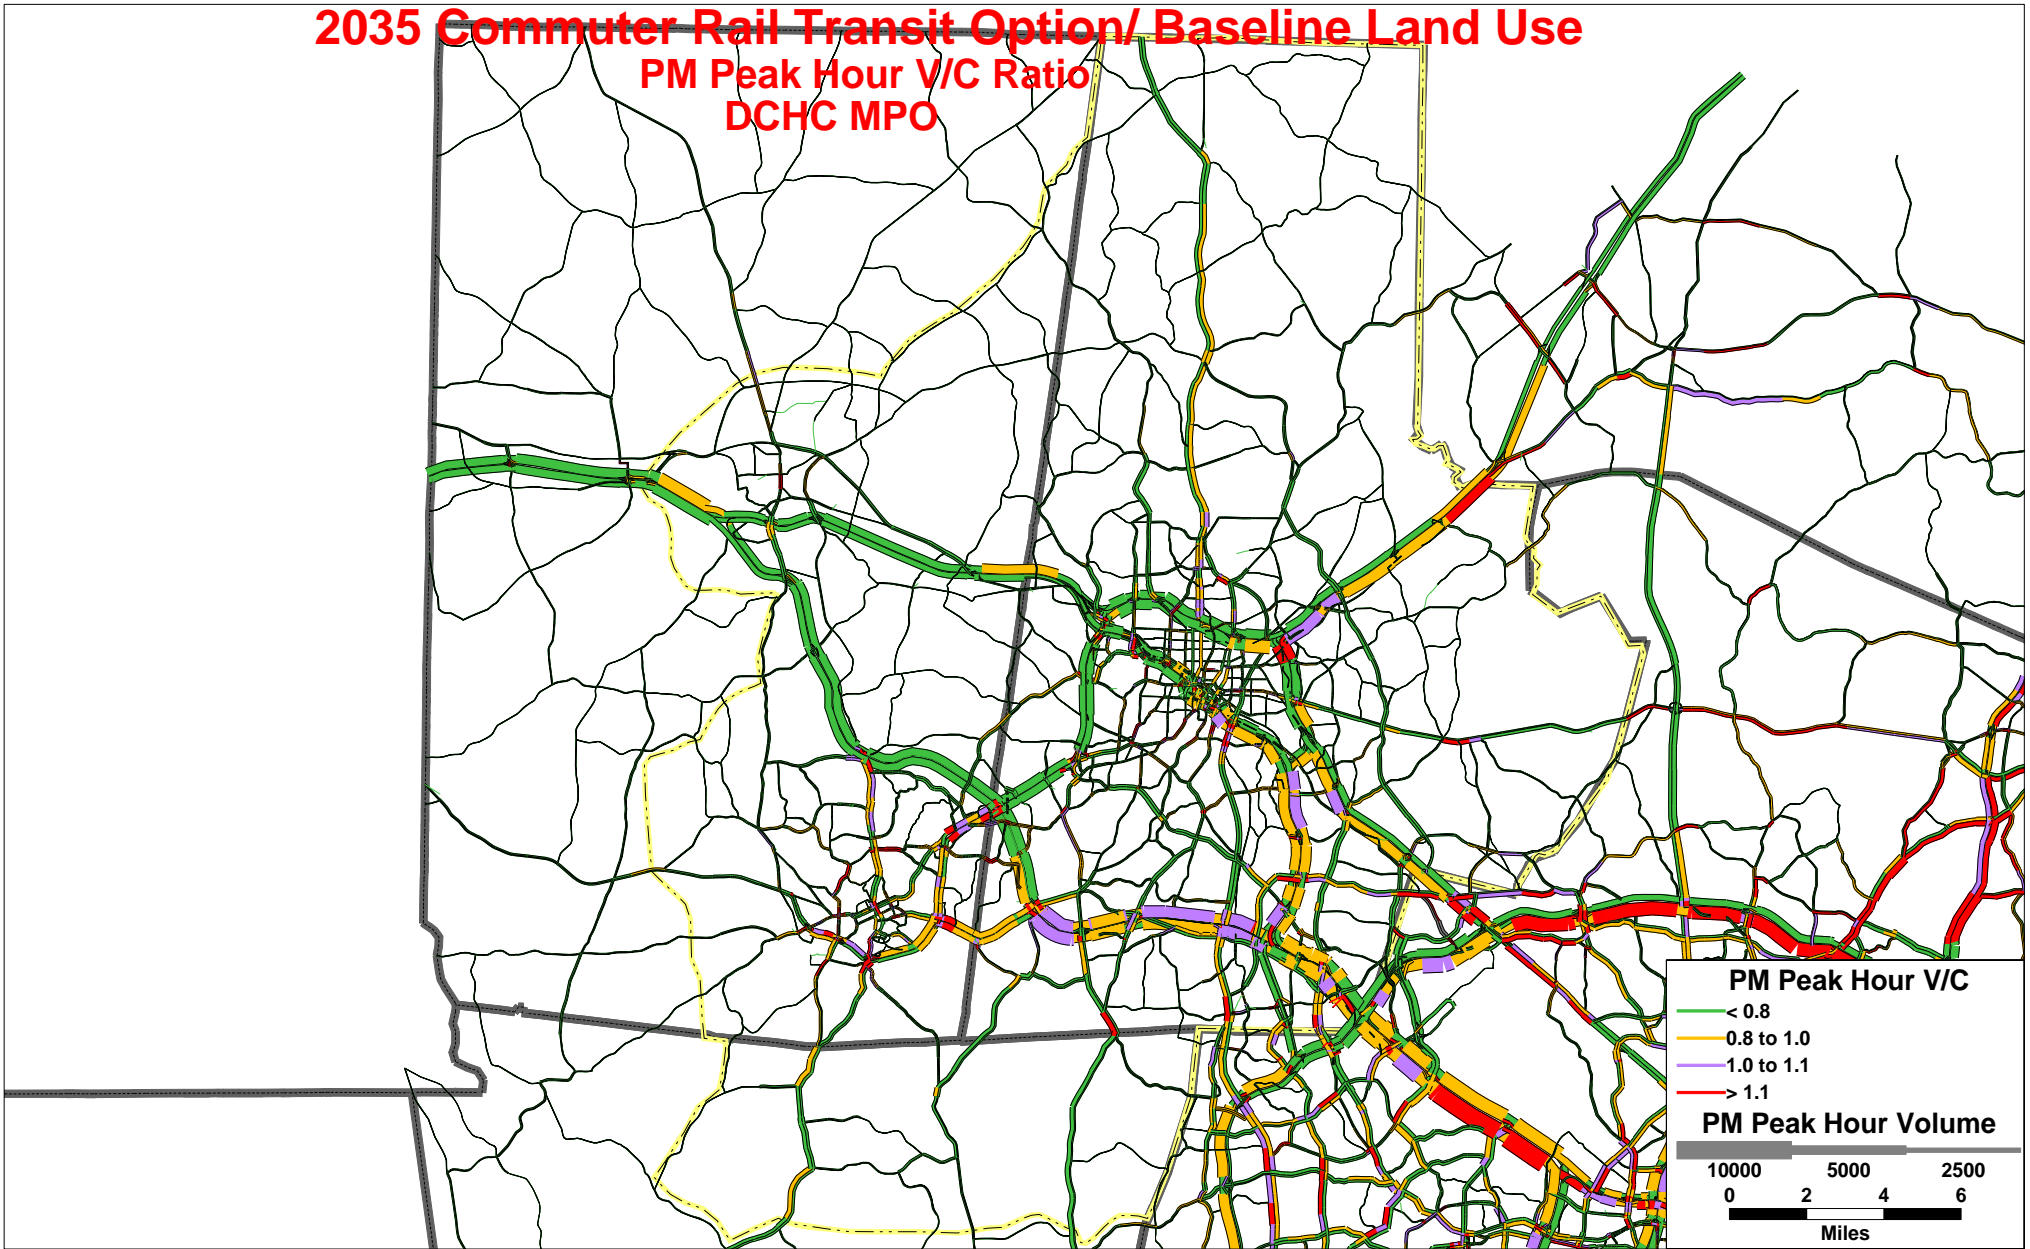 2035 Commuter Rail Transit Option/ Baseline Land Use
PM Peak Hour V/C Ratio
DCHC MPO
PM Peak Hour V/C
< 0.8
0.8 to 1.0
1.0 to 1.1
> 1.1
PM Peak Hour Volume
10000 5000 2500
0 2 4 6
Miles